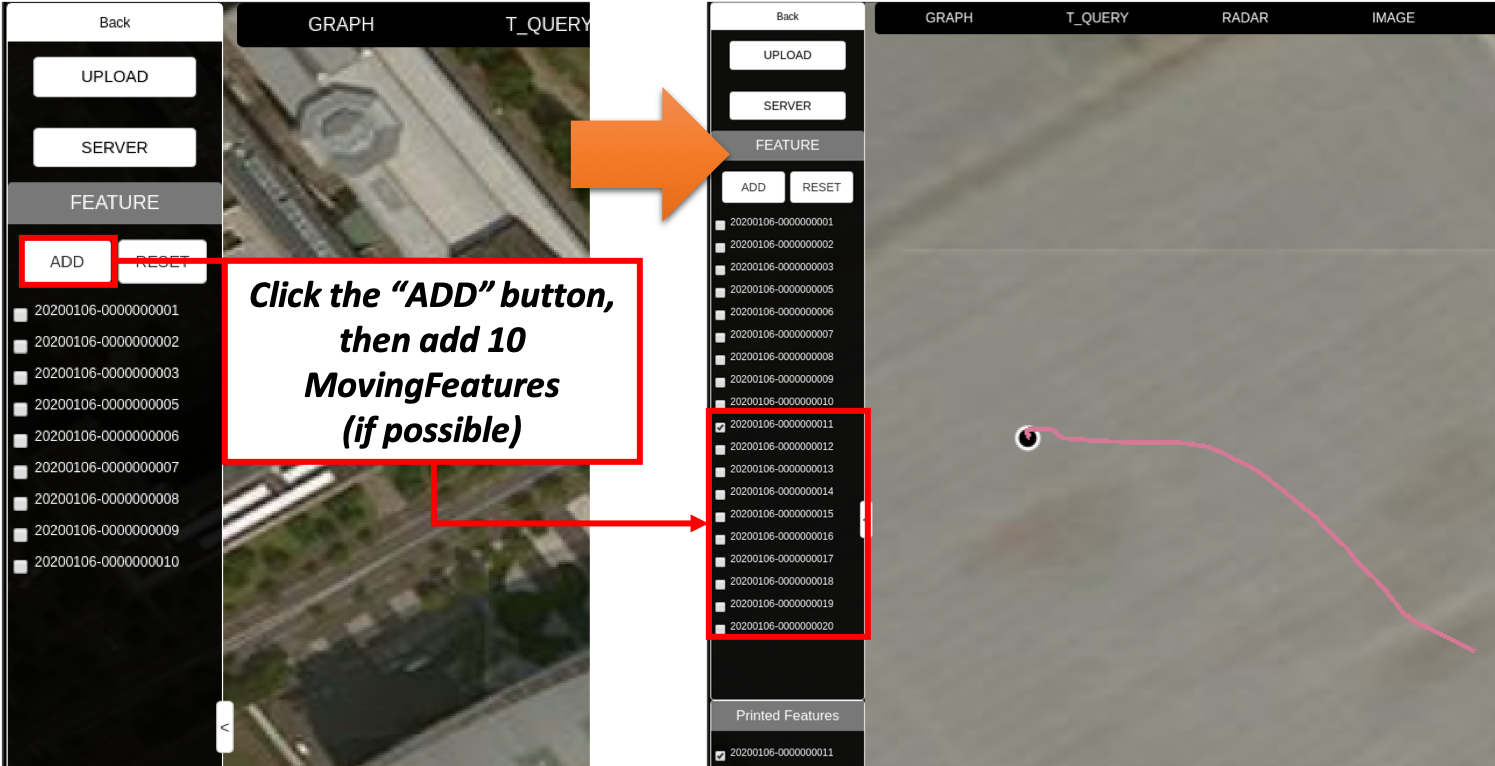 Back
GRAPH
T_QUERY
UPLOAD
SERVER
FEATURE
ADD
RESET
20200106-0000000001
20200106-0000000002
20200106-0000000003
20200106-0000000005
20200106-0000000006
20200106-0000000007
20200106-0000000008
20200106-0000000009
20200106-0000000010
<
Click the “ADD” button,
then add 10
MovingFeatures
(if possible)
Back
GRAPH
T_QUERY
RADAR
IMAGE
UPLOAD
SERVER
FEATURE
ADD
RESET
20200106-0000000001
20200106-0000000002
20200106-0000000003
20200106-0000000005
20200106-0000000006
20200106-0000000007
20200106-0000000008
20200106-0000000009
20200106-0000000010
20200106-0000000011
20200106-0000000012
20200106-0000000013
20200106-0000000014
20200106-0000000015
20200106-0000000016
20200106-0000000017
20200106-0000000018
20200106-0000000019
20200106-0000000020
Printed Features
20200106-0000000011